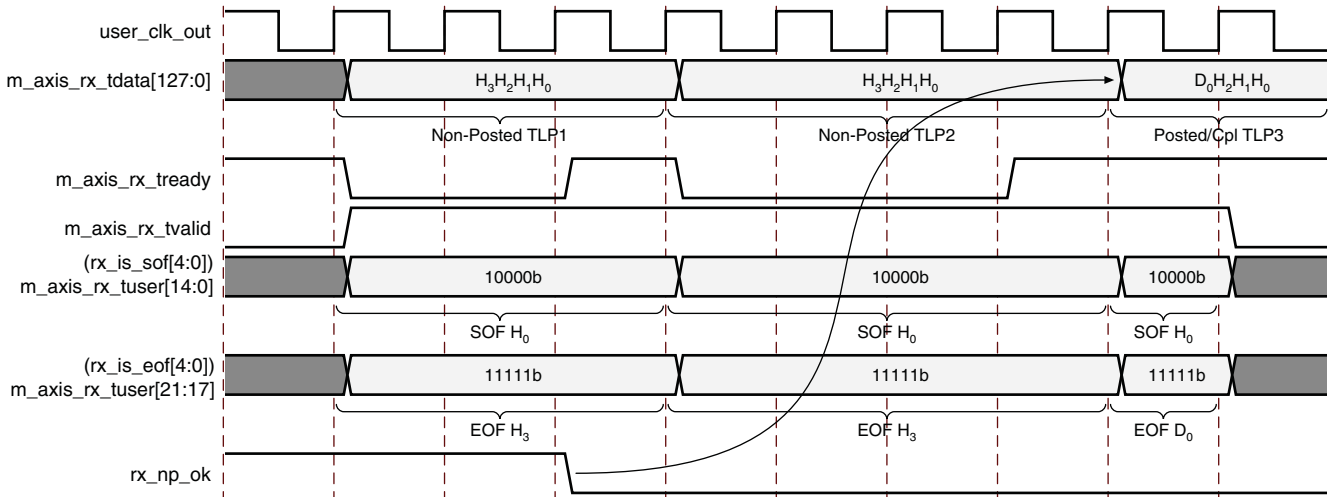 user_clk_out
m_axis_rx_tdata[127:0]
H3H2H1H0
H3H2H1H0
D0H2H1H0
Non-Posted TLP1
Non-Posted TLP2
Posted/Cpl TLP3
m_axis_rx_tready
m_axis_rx_tvalid
(rx_is_sof[4:0])
m_axis_rx_tuser[14:0]
10000b
10000b
10000b
SOF H0
SOF H0
SOF H0
(rx_is_eof[4:0])
m_axis_rx_tuser[21:17]
11111b
11111b
11111b
EOF H3
EOF H3
EOF D0
rx_np_ok